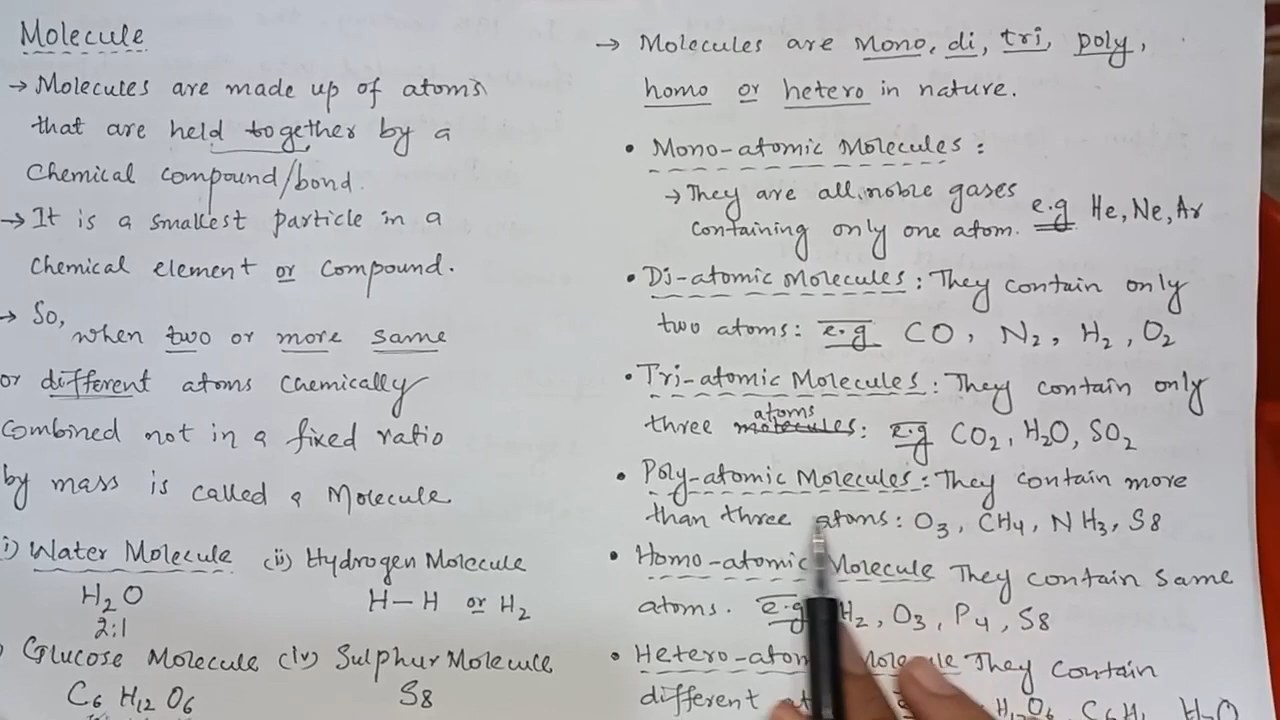 Molecule
→ Molecules are made up of atoms
that are held together by a
Chemical compound/bond.
→ It is a smallest particle in a
Chemical element or compound.
→ So,
when two or more same
or different atoms chemically
combined not in a fixed ratio
by mass is called a Molecule
i) Water Molecule (ii) Hydrogen Molecule
H2O H–H or H2
2:1
) Glucose Molecule (iv) Sulphur Molecule
C6 H12 O6 S8
→ Molecules are Mono, di, tri, poly,
homo or hetero in nature.
• Mono-atomic Molecules:
→ They are all noble gases
containing only one atom. e.g He, Ne, Ar
• Di-atomic Molecules: They contain only
two atoms: e.g CO, N2, H2, O2
• Tri-atomic Molecules: They contain only
three molecules atoms: e.g CO2, H2O, SO2
• Poly-atomic Molecules: They contain more
than three atoms: O3, CH4, NH3, S8
• Homo-atomic Molecule They contain same
atoms. e.g H2, O3, P4, S8
• Hetero-atom Molecule They contain
different